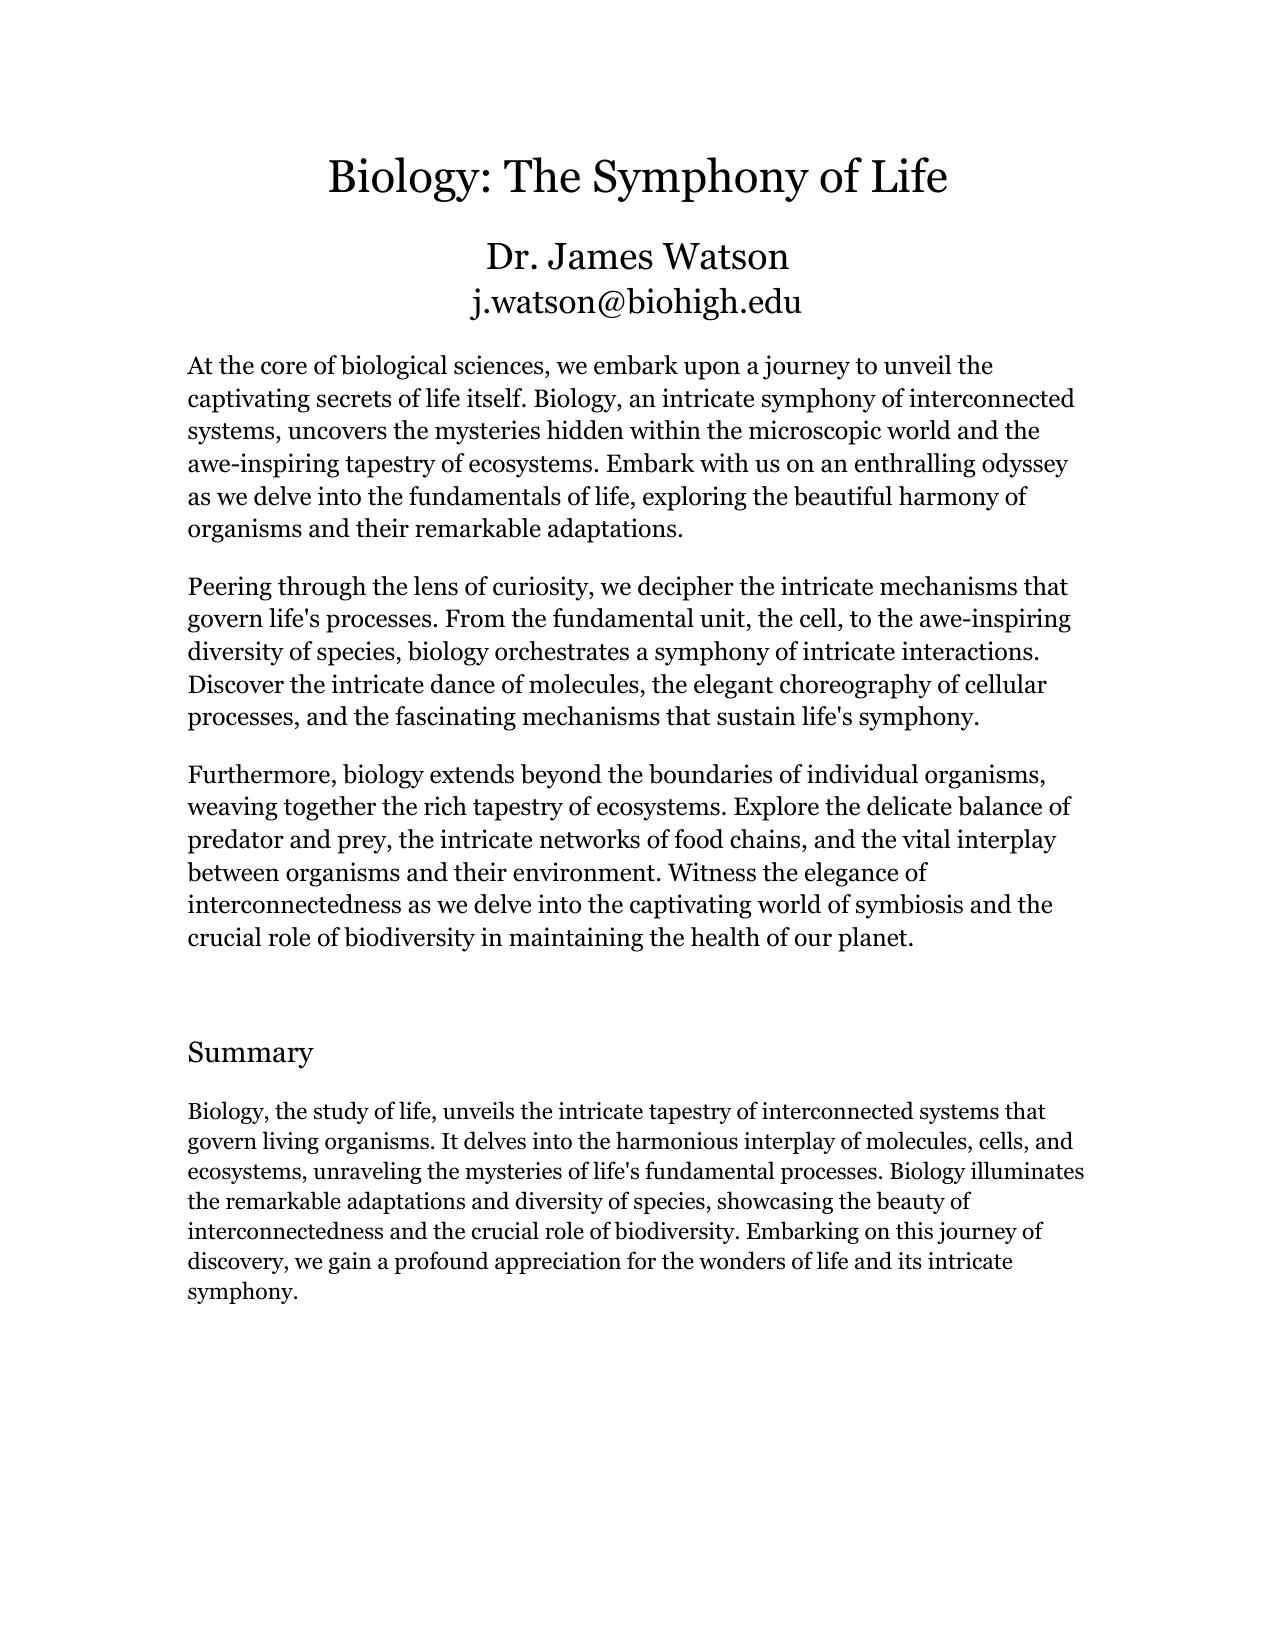 Biology: The Symphony of Life
Dr. James Watson
j.watson@biohigh.edu
At the core of biological sciences, we embark upon a journey to unveil the
captivating secrets of life itself. Biology, an intricate symphony of interconnected
systems, uncovers the mysteries hidden within the microscopic world and the
awe-inspiring tapestry of ecosystems. Embark with us on an enthralling odyssey
as we delve into the fundamentals of life, exploring the beautiful harmony of
organisms and their remarkable adaptations.
Peering through the lens of curiosity, we decipher the intricate mechanisms that
govern life's processes. From the fundamental unit, the cell, to the awe-inspiring
diversity of species, biology orchestrates a symphony of intricate interactions.
Discover the intricate dance of molecules, the elegant choreography of cellular
processes, and the fascinating mechanisms that sustain life's symphony.
Furthermore, biology extends beyond the boundaries of individual organisms,
weaving together the rich tapestry of ecosystems. Explore the delicate balance of
predator and prey, the intricate networks of food chains, and the vital interplay
between organisms and their environment. Witness the elegance of
interconnectedness as we delve into the captivating world of symbiosis and the
crucial role of biodiversity in maintaining the health of our planet.
Summary
Biology, the study of life, unveils the intricate tapestry of interconnected systems that
govern living organisms. It delves into the harmonious interplay of molecules, cells, and
ecosystems, unraveling the mysteries of life's fundamental processes. Biology illuminates
the remarkable adaptations and diversity of species, showcasing the beauty of
interconnectedness and the crucial role of biodiversity. Embarking on this journey of
discovery, we gain a profound appreciation for the wonders of life and its intricate
symphony.